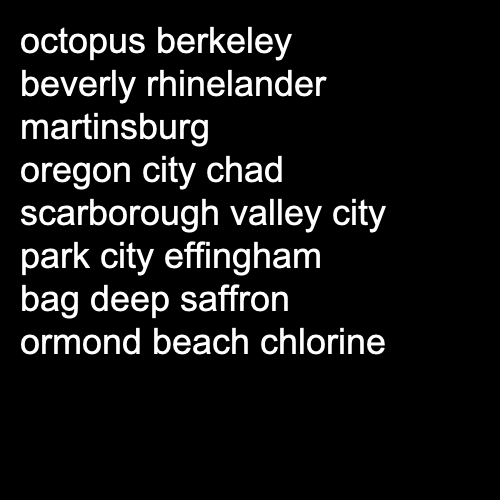 octopus berkeley
beverly rhinelander
martinsburg
oregon city chad
scarborough valley city
park city effingham
bag deep saffron
ormond beach chlorine